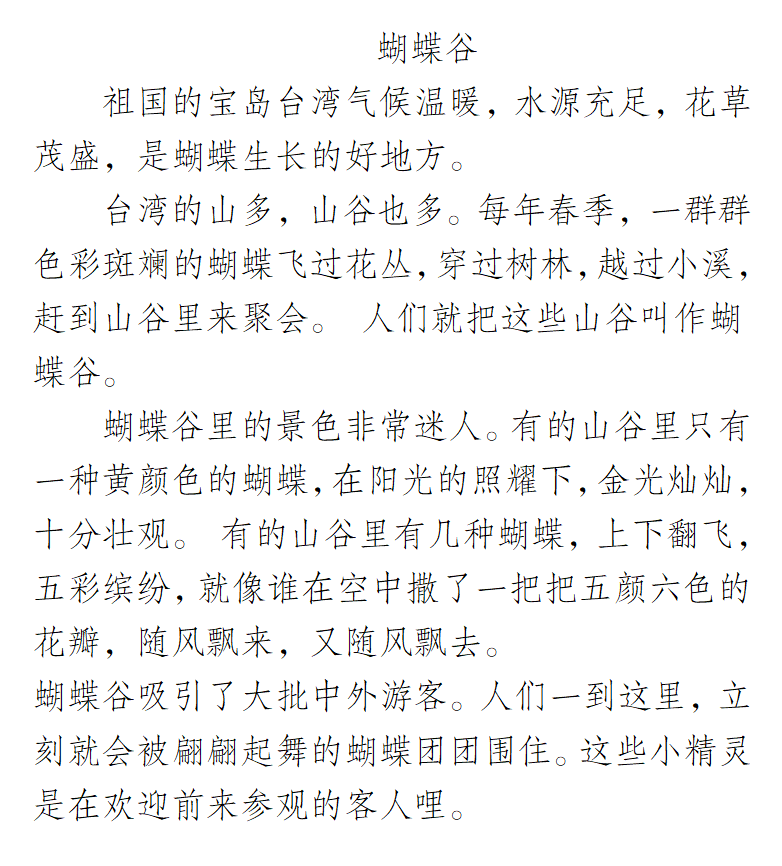 蝴蝶谷
祖国的宝岛台湾气候温暖，水源充足，花草
茂盛，是蝴蝶生长的好地方。
台湾的山多，山谷也多。每年春季，一群群
色彩斑斓的蝴蝶飞过花丛，穿过树林，越过小溪，
赶到山谷里来聚会。 人们就把这些山谷叫作蝴
蝶谷。
蝴蝶谷里的景色非常迷人。有的山谷里只有
一种黄颜色的蝴蝶，在阳光的照耀下，金光灿灿，
十分壮观。 有的山谷里有几种蝴蝶，上下翻飞，
五彩缤纷，就像谁在空中撒了一把把五颜六色的
花瓣，随风飘来，又随风飘去。
蝴蝶谷吸引了大批中外游客。人们一到这里，立
刻就会被翩翩起舞的蝴蝶团团围住。这些小精灵
是在欢迎前来参观的客人哩。